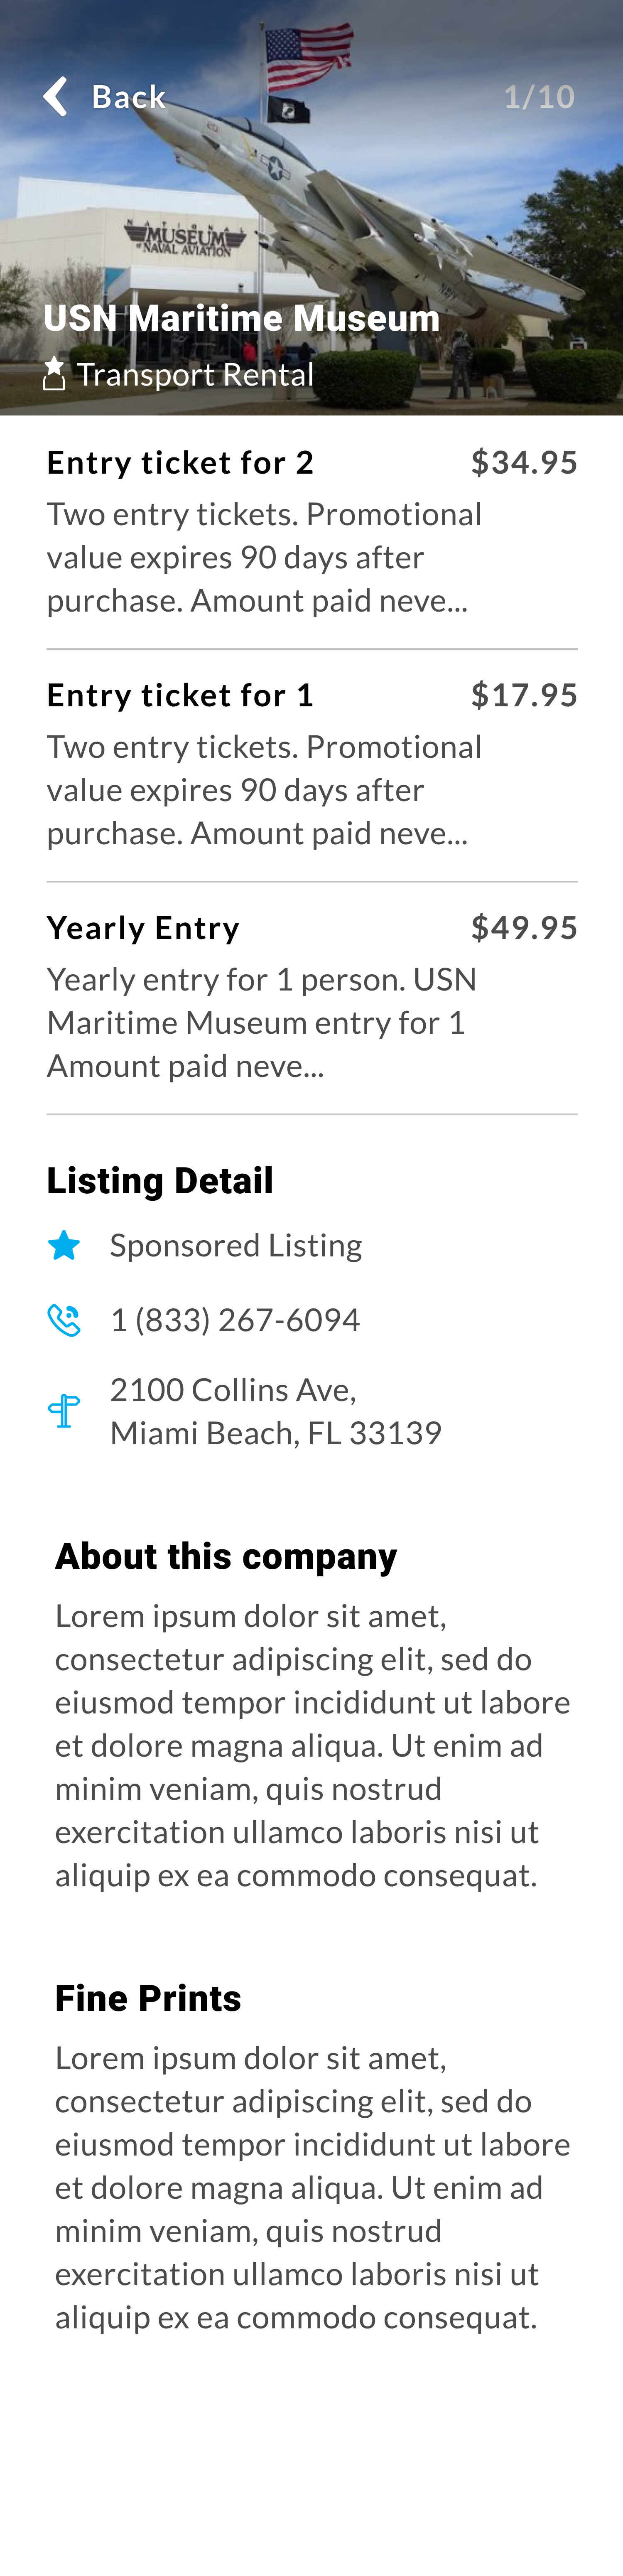 Back
1/10
NATIONAL
MUSEUM
of NAVAL AVIATION
NAVY
USN Maritime Museum
Transport Rental
Entry ticket for 2 $34.95
Two entry tickets. Promotional
value expires 90 days after
purchase. Amount paid neve...
Entry ticket for 1 $17.95
Two entry tickets. Promotional
value expires 90 days after
purchase. Amount paid neve...
Yearly Entry $49.95
Yearly entry for 1 person. USN
Maritime Museum entry for 1
Amount paid neve...
Listing Detail
Sponsored Listing
1 (833) 267-6094
2100 Collins Ave,
Miami Beach, FL 33139
About this company
Lorem ipsum dolor sit amet,
consectetur adipiscing elit, sed do
eiusmod tempor incididunt ut labore
et dolore magna aliqua. Ut enim ad
minim veniam, quis nostrud
exercitation ullamco laboris nisi ut
aliquip ex ea commodo consequat.
Fine Prints
Lorem ipsum dolor sit amet,
consectetur adipiscing elit, sed do
eiusmod tempor incididunt ut labore
et dolore magna aliqua. Ut enim ad
minim veniam, quis nostrud
exercitation ullamco laboris nisi ut
aliquip ex ea commodo consequat.